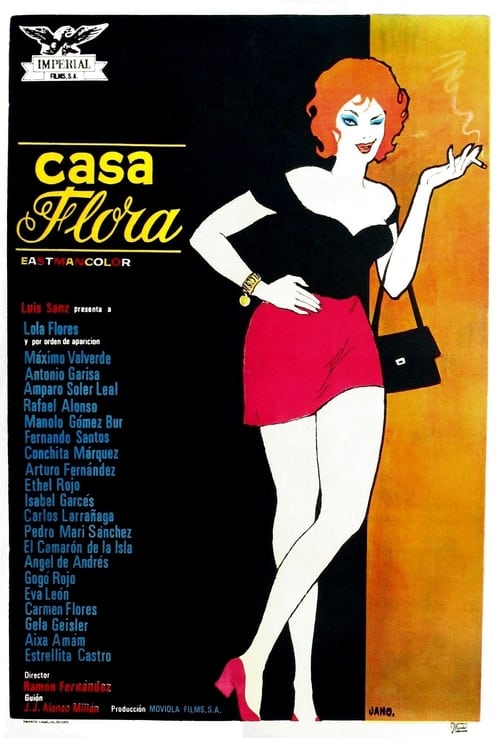 IMPERIAL
FILMS, S.A.
casa
Flora
EASTMANCOLOR
Luis Sanz presenta a
Lola Flores
y por orden de aparicion
Máximo Valverde
Antonio Garisa
Amparo Soler Leal
Rafael Alonso
Manolo Gómez Bur
Fernando Santos
Conchita Márquez
Arturo Fernández
Ethel Rojo
Isabel Garcés
Carlos Larrañaga
Pedro Mari Sánchez
El Camarón de la Isla
Angel de Andrés
Gogó Rojo
Eva León
Carmen Flores
Gela Geisler
Aixa Amám
Estrellita Castro
Director
Ramón Fernández
Guión
J.J. Alonso Millán
Producción MOVIOLA FILMS, S.A.
JANO.